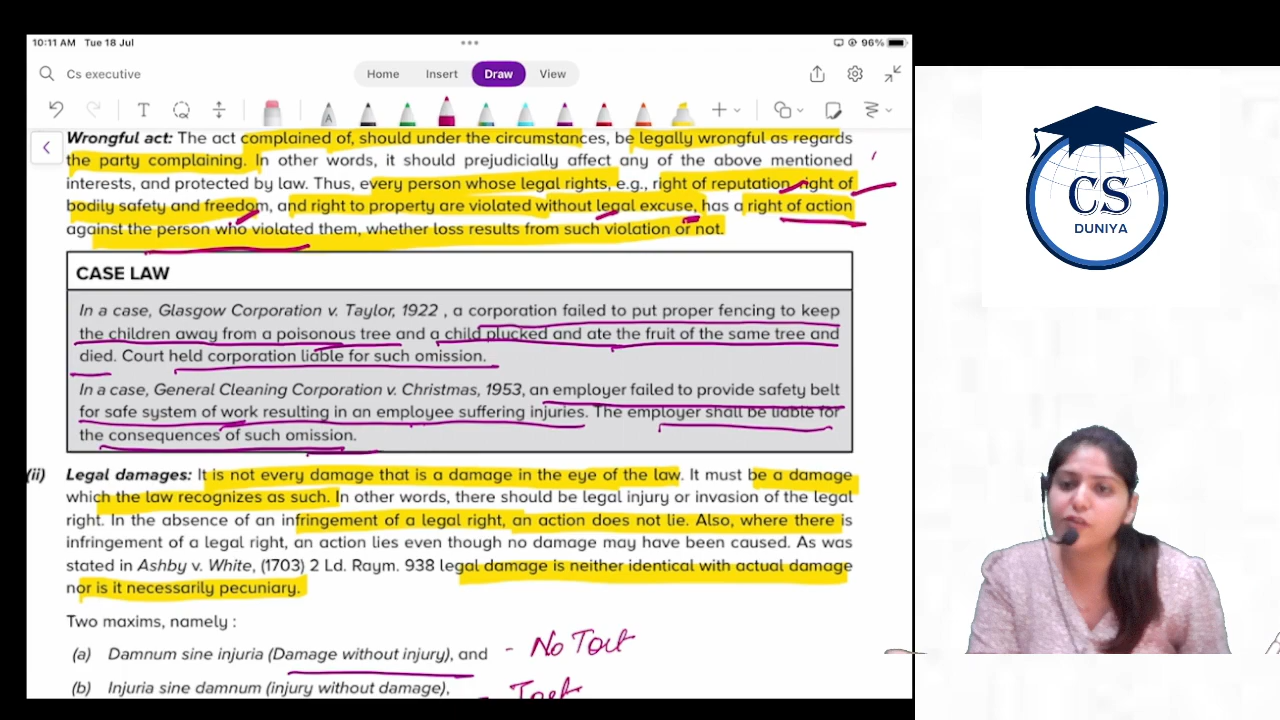 10:11 AM Tue 18 Jul
96%
Cs executive
Home Insert Draw View
Wrongful act: The act complained of, should under the circumstances, be legally wrongful as regards
the party complaining. In other words, it should prejudicially affect any of the above mentioned
interests, and protected by law. Thus, every person whose legal rights, e.g., right of reputation, right of
bodily safety and freedom, and right to property are violated without legal excuse, has a right of action
against the person who violated them, whether loss results from such violation or not.
CASE LAW
In a case, Glasgow Corporation v. Taylor, 1922 , a corporation failed to put proper fencing to keep
the children away from a poisonous tree and a child plucked and ate the fruit of the same tree and
died. Court held corporation liable for such omission.
In a case, General Cleaning Corporation v. Christmas, 1953, an employer failed to provide safety belt
for safe system of work resulting in an employee suffering injuries. The employer shall be liable for
the consequences of such omission.
(ii) Legal damages: It is not every damage that is a damage in the eye of the law. It must be a damage
which the law recognizes as such. In other words, there should be legal injury or invasion of the legal
right. In the absence of an infringement of a legal right, an action does not lie. Also, where there is
infringement of a legal right, an action lies even though no damage may have been caused. As was
stated in Ashby v. White, (1703) 2 Ld. Raym. 938 legal damage is neither identical with actual damage
nor is it necessarily pecuniary.
Two maxims, namely :
(a) Damnum sine injuria (Damage without injury), and - No Tort
(b) Injuria sine damnum (injury without damage), - Tort
CS
DUNIYA